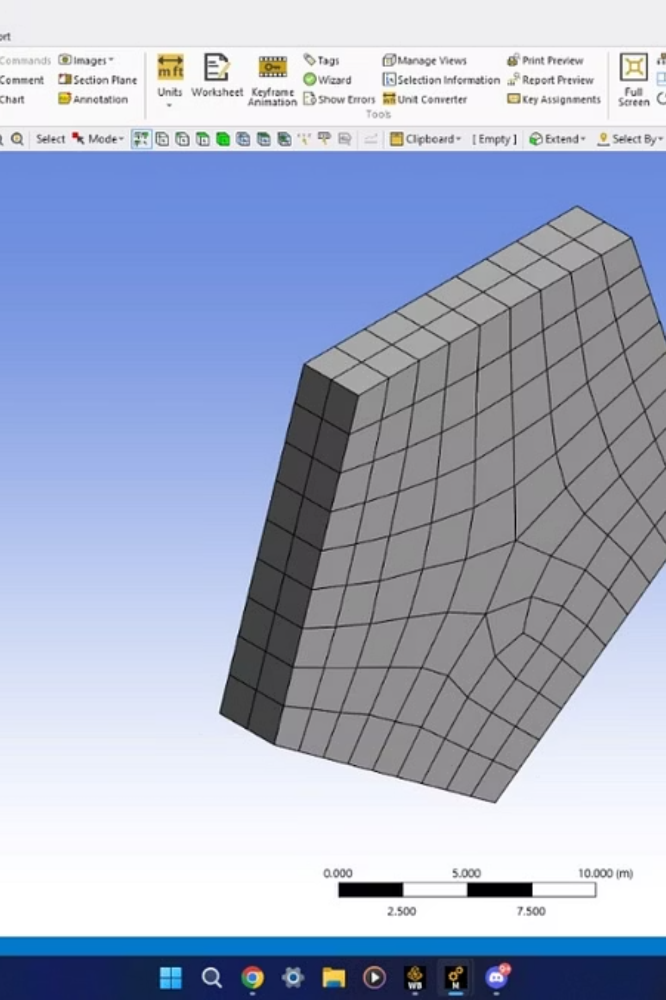 ort
Commands Images
Comment Section Plane
Chart Annotation
m ft
Units
Worksheet
Keyframe
Animation
Tags
Wizard
Show Errors
Manage Views
Selection Information
Unit Converter
Print Preview
Report Preview
Key Assignments
Full
Screen
Tools
Select Mode Clipboard [ Empty ] Extend Select By
0.000 5.000 10.000 (m)
2.500 7.500
WB M 9+